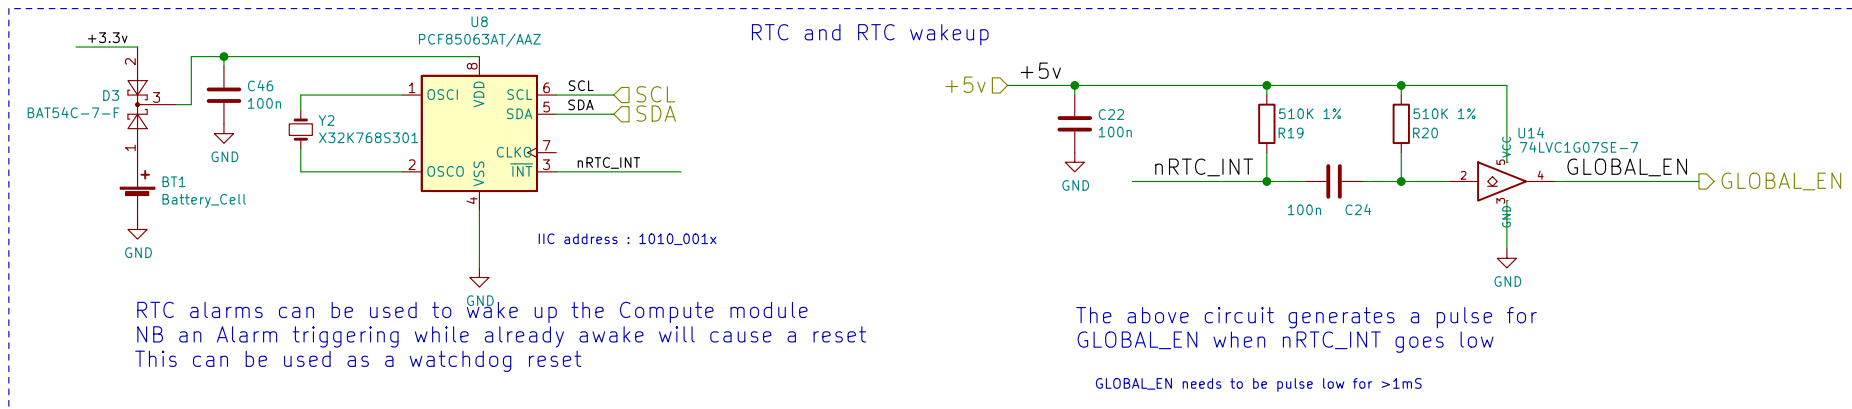 RTC and RTC wakeup
+3.3v
2
D3
BAT54C-7-F
3
1
BT1
Battery_Cell
+
GND
C46
100n
GND
Y2
X32K768S301
U8
PCF85063AT/AAZ
8
VDD
1
OSCI
2
OSCO
SCL
6
SCL
SCL
SDA
5
SDA
SDA
CLKO
7
INT
3
nRTC_INT
VSS
4
GND
IIC address : 1010_001x
RTC alarms can be used to wake up the Compute module
NB an Alarm triggering while already awake will cause a reset
This can be used as a watchdog reset
+5v
+5v
C22
100n
GND
510K 1%
R19
510K 1%
R20
nRTC_INT
100n
C24
U14
74LVC1G07SE-7
5
VCC
2
4
3
GND
GND
GLOBAL_EN
GLOBAL_EN
The above circuit generates a pulse for
GLOBAL_EN when nRTC_INT goes low
GLOBAL_EN needs to be pulse low for >1mS